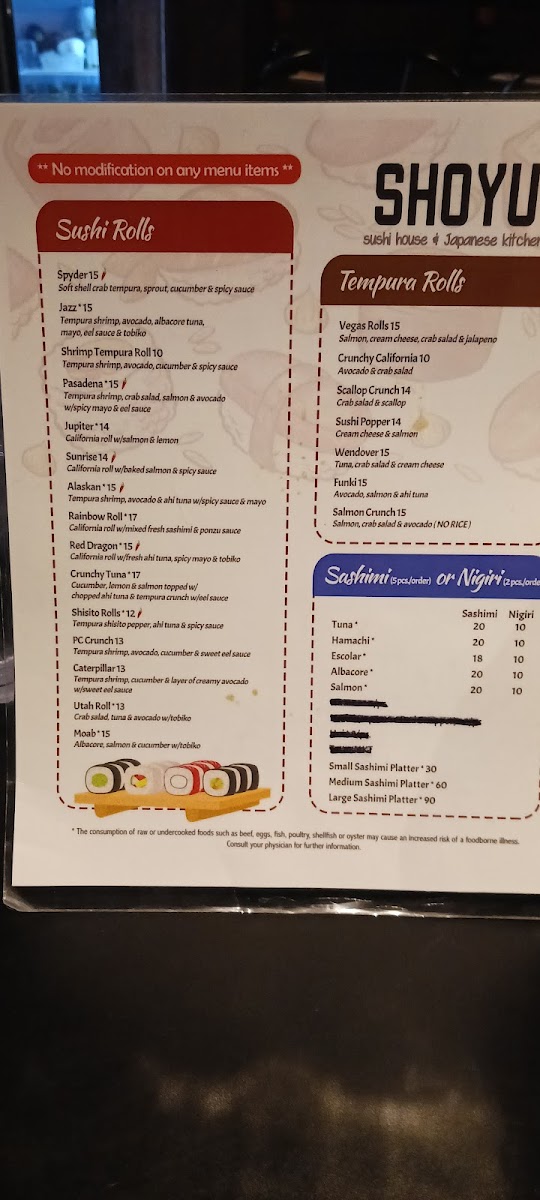 ** No modification on any menu items **
Sushi Rolls
Spyder 15
Soft shell crab tempura, sprout, cucumber & spicy sauce
Jazz * 15
Tempura shrimp, avocado, albacore tuna,
mayo, eel sauce & tobiko
Shrimp Tempura Roll 10
Tempura shrimp, avocado, cucumber & spicy sauce
Pasadena * 15
Tempura shrimp, crab salad, salmon & avocado
w/spicy mayo & eel sauce
Jupiter * 14
California roll w/salmon & lemon
Sunrise 14
California roll w/baked salmon & spicy sauce
Alaskan * 15
Tempura shrimp, avocado & ahi tuna w/spicy sauce & mayo
Rainbow Roll * 17
California roll w/mixed fresh sashimi & ponzu sauce
Red Dragon * 15
California roll w/fresh ahi tuna, spicy mayo & tobiko
Crunchy Tuna * 17
Cucumber, lemon & salmon topped w/
chopped ahi tuna & tempura crunch w/eel sauce
Shisito Rolls * 12
Tempura shisito pepper, ahi tuna & spicy sauce
PC Crunch 13
Tempura shrimp, avocado, cucumber & sweet eel sauce
Caterpillar 13
Tempura shrimp, cucumber & layer of creamy avocado
w/sweet eel sauce
Utah Roll * 13
Crab salad, tuna & avocado w/tobiko
Moab * 15
Albacore, salmon & cucumber w/tobiko
SHOYU
sushi house & Japanese kitchen
Tempura Rolls
Vegas Rolls 15
Salmon, cream cheese, crab salad & jalapeno
Crunchy California 10
Avocado & crab salad
Scallop Crunch 14
Crab salad & scallop
Sushi Popper 14
Cream cheese & salmon
Wendover 15
Tuna, crab salad & cream cheese
Funki 15
Avocado, salmon & ahi tuna
Salmon Crunch 15
Salmon, crab salad & avocado ( NO RICE )
Sashimi (5 pcs./order) or Nigiri (2 pcs./orde
Sashimi Nigiri
Tuna * 20 10
Hamachi * 20 10
Escolar * 18 10
Albacore * 20 10
Salmon * 20 10
Small Sashimi Platter * 30
Medium Sashimi Platter * 60
Large Sashimi Platter * 90
* The consumption of raw or undercooked foods such as beef, eggs, fish, poultry, shellfish or oyster may cause an increased risk of a foodborne illness.
Consult your physician for further information.